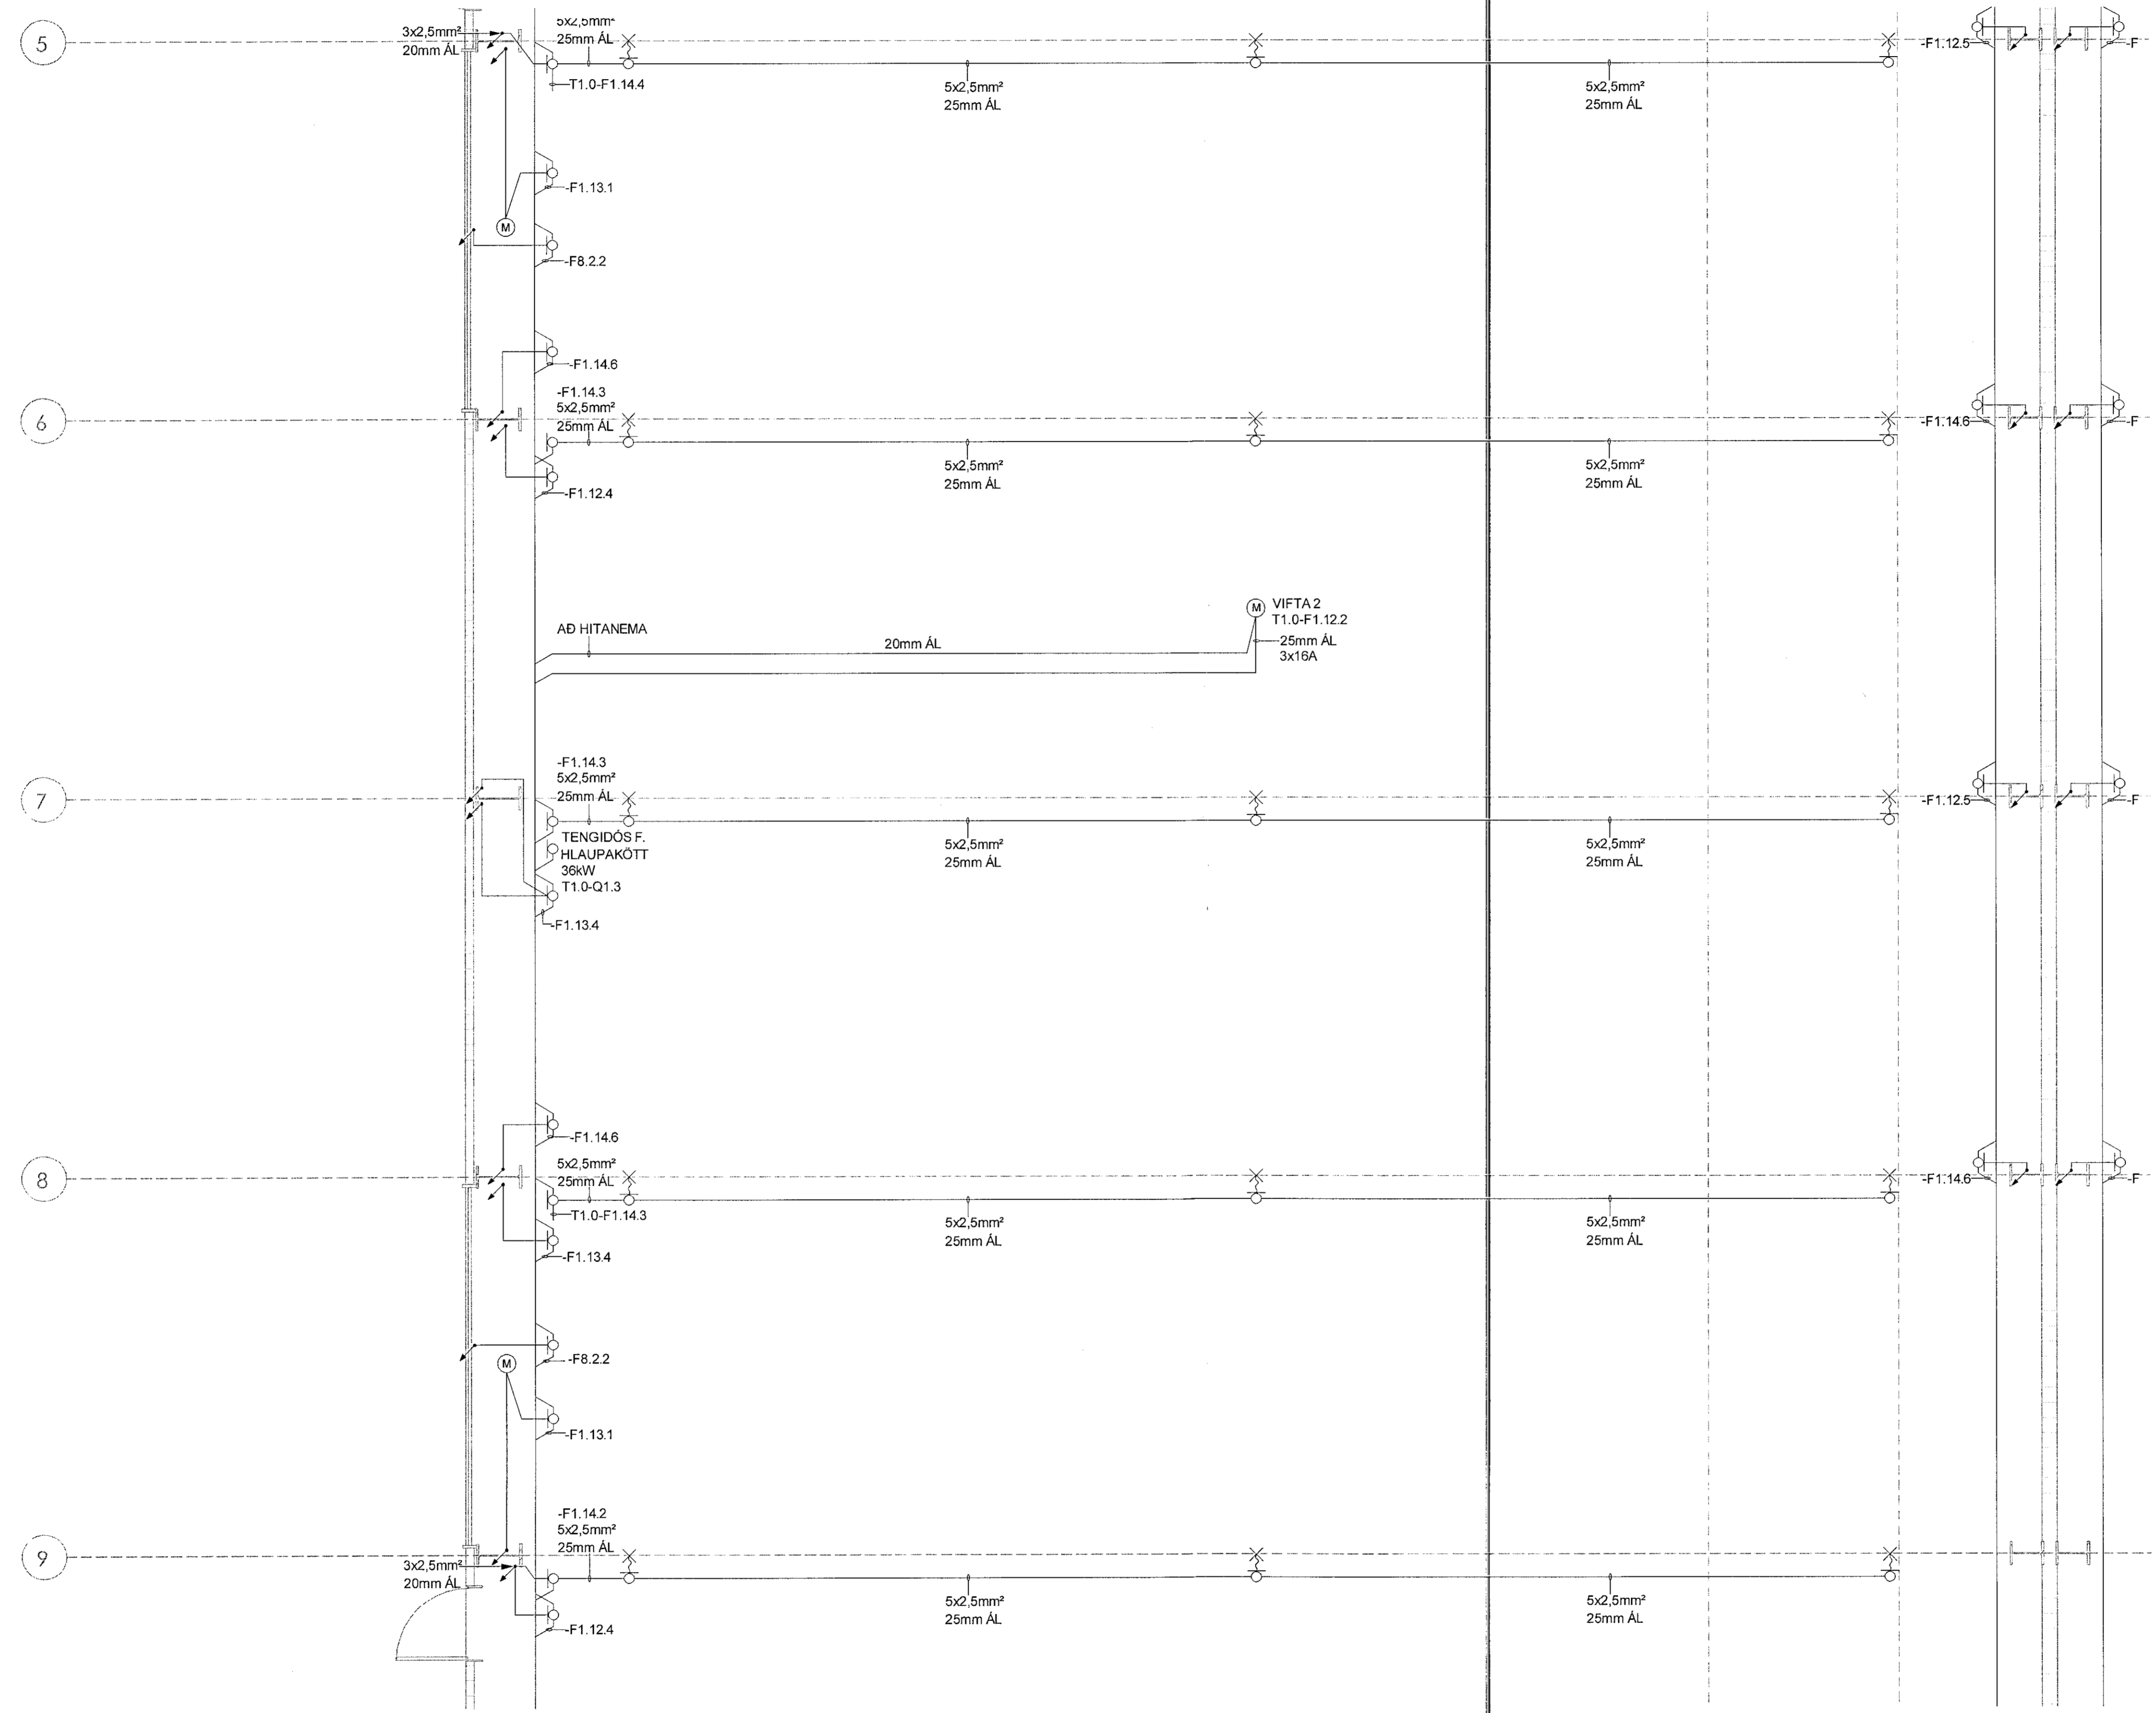 5
3x2,5mm²
20mm ÁL
5x2,5mm²
25mm ÁL
T1.0-F1.14.4
5x2,5mm²
25mm ÁL
5x2,5mm²
25mm ÁL
-F1.12.5
-F
-F1.13.1
M
-F8.2.2
-F1.14.6
6
-F1.14.3
5x2,5mm²
25mm ÁL
5x2,5mm²
25mm ÁL
5x2,5mm²
25mm ÁL
-F1.14.6
-F
-F1.12.4
AÐ HITANEMA
20mm ÁL
M
VIFTA 2
T1.0-F1.12.2
25mm ÁL
3x16A
7
-F1.14.3
5x2,5mm²
25mm ÁL
5x2,5mm²
25mm ÁL
5x2,5mm²
25mm ÁL
-F1.12.5
-F
TENGIDÓS F.
HLAUPAKÖTT
36kW
T1.0-Q1.3
-F1.13.4
-F1.14.6
8
5x2,5mm²
25mm ÁL
T1.0-F1.14.3
5x2,5mm²
25mm ÁL
5x2,5mm²
25mm ÁL
-F1.14.6
-F
-F1.13.4
-F8.2.2
M
-F1.13.1
9
-F1.14.2
5x2,5mm²
25mm ÁL
3x2,5mm²
20mm ÁL
5x2,5mm²
25mm ÁL
5x2,5mm²
25mm ÁL
-F1.12.4